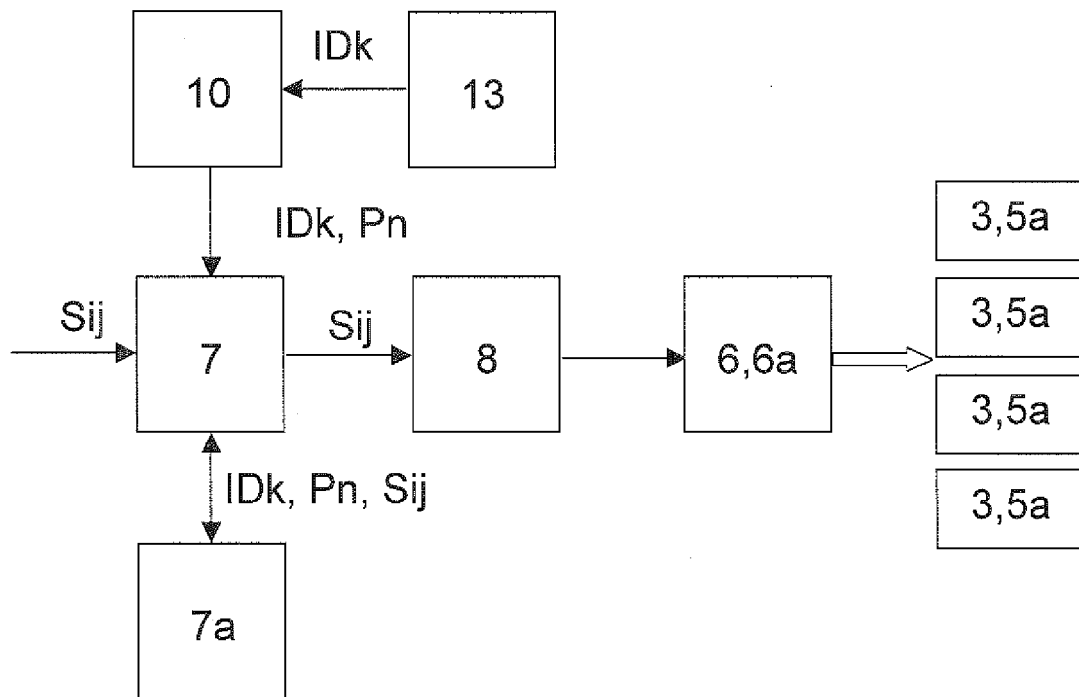 IDk
10
13
IDk, Pn
3,5a
Sij
7
Sij
8
6,6a
3,5a
3,5a
IDk, Pn, Sij
3,5a
7a